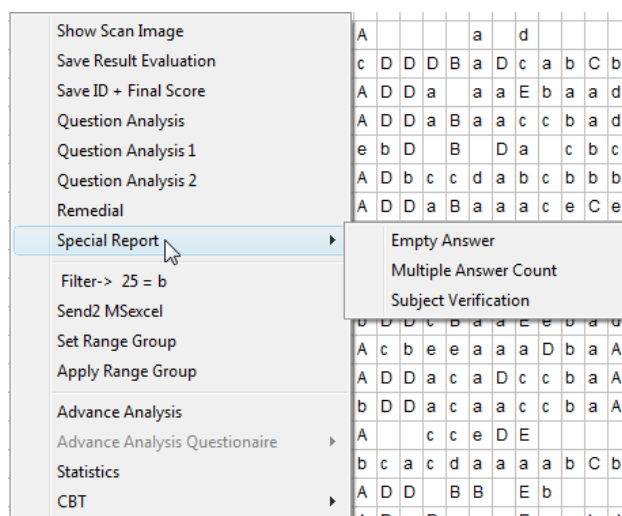 Show Scan Image
Save Result Evaluation
Save ID + Final Score
Question Analysis
Question Analysis 1
Question Analysis 2
Remedial
Special Report
Filter-> 25 = b
Send2 MSexcel
Set Range Group
Apply Range Group
Advance Analysis
Advance Analysis Questionaire
Statistics
CBT
Empty Answer
Multiple Answer Count
Subject Verification
A a d
c D D D B a D c a b C b
A D D a a a E b a a d
A D D a B a a c c b a d
e b D B D a c b c
A D b c c d a b c b b b
A D D a B a a a c e C e
A c b e e a a a D b a A
A D D a c a D c c b a A
b D D a c a a c c b a A
A c c e D E
b c a c d a a a a b C b
A D D B B E b